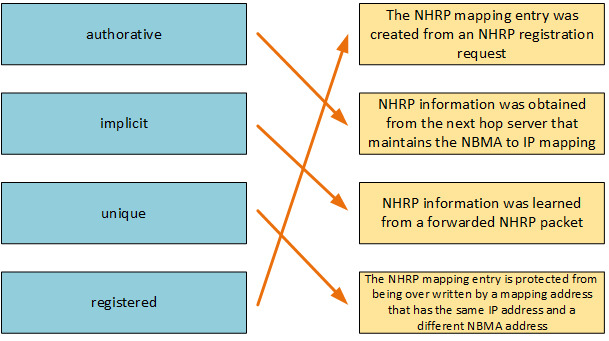 authorative
The NHRP mapping entry was
created from an NHRP registration
request
implicit
NHRP information was obtained
from the next hop server that
maintains the NBMA to IP mapping
unique
NHRP information was learned
from a forwarded NHRP packet
registered
The NHRP mapping entry is protected from
being over written by a mapping address
that has the same IP address and a
different NBMA address